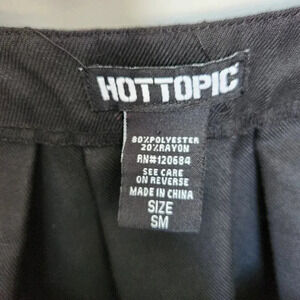 HOTTOPIC
80%POLYESTER
20%RAYON
RN#120684
SEE CARE
ON REVERSE
MADE IN CHINA
SIZE
SM